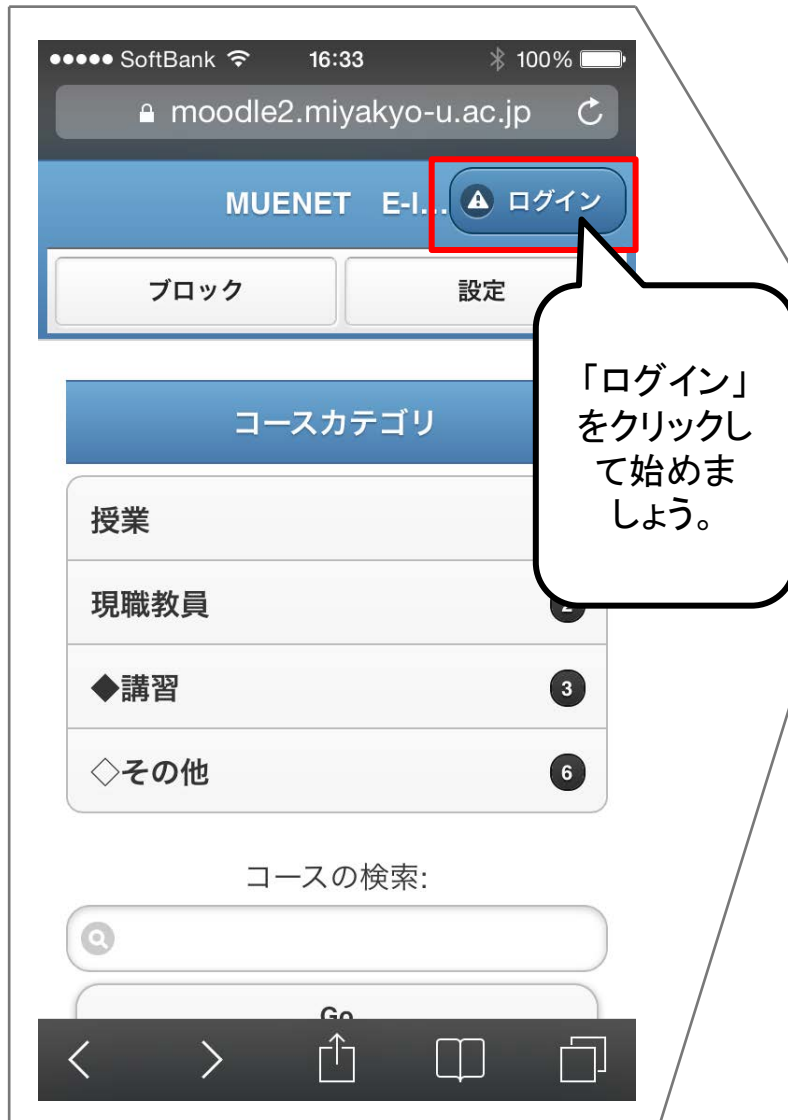 SoftBank 16:33 100%
moodle2.miyakyo-u.ac.jp
MUENET E-l... ログイン
ブロック 設定
「ログイン」
をクリックし
て始めま
しょう。
コースカテゴリ
授業
現職教員 2
◆講習 3
◇その他 6
コースの検索:
Go